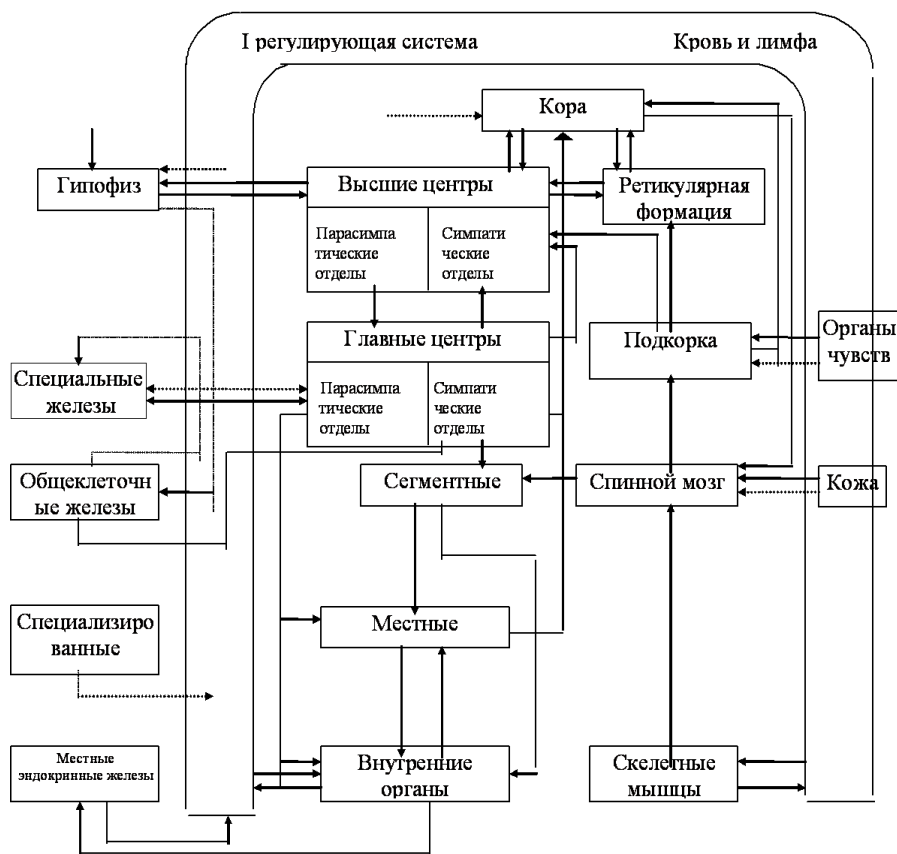 I регулирующая система
Кровь и лимфа
Кора
Гипофиз
Высшие центры
Ретикулярная
формация
Парасимпа
тические
отделы
Симпати
ческие
отделы
Главные центры
Подкорка
Органы
чувств
Специальные
железы
Парасимпа
тические
отделы
Симпати
ческие
отделы
Общеклеточн
ые железы
Сегментные
Спинной мозг
Кожа
Специализиро
ванные
Местные
Местные
эндокринные железы
Внутренние
органы
Скелетные
мышцы